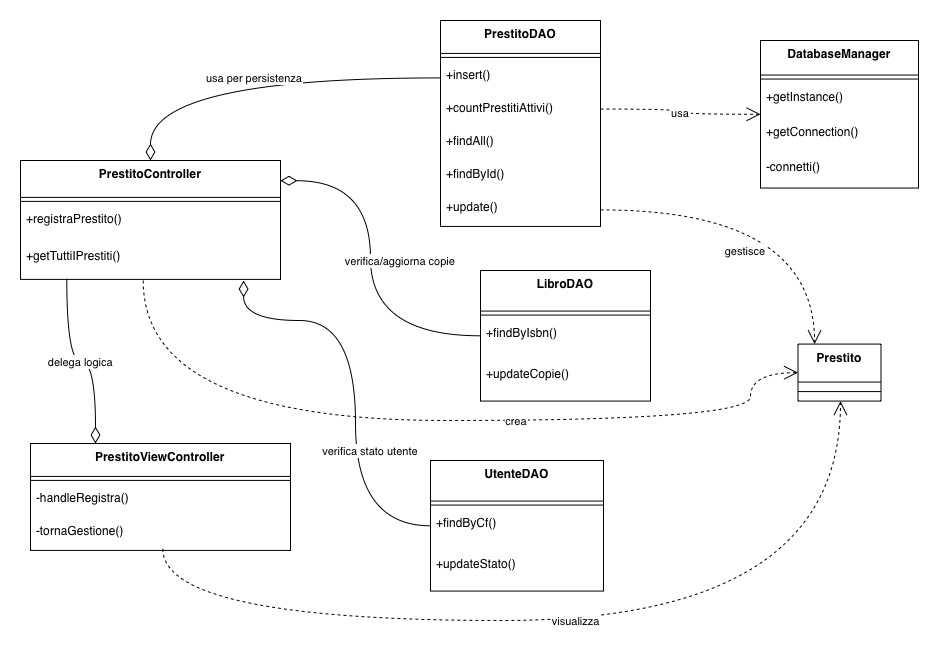 PrestitoDAO
+insert()
+countPrestitiAttivi()
+findAll()
+findById()
+update()
DatabaseManager
+getInstance()
+getConnection()
-connetti()
usa per persistenza
usa
PrestitoController
+registraPrestito()
+getTuttiIPrestiti()
verifica/aggiorna copie
gestisce
LibroDAO
+findByIsbn()
+updateCopie()
Prestito
delega logica
crea
PrestitoViewController
-handleRegistra()
-tornaGestione()
verifica stato utente
UtenteDAO
+findByCf()
+updateStato()
visualizza